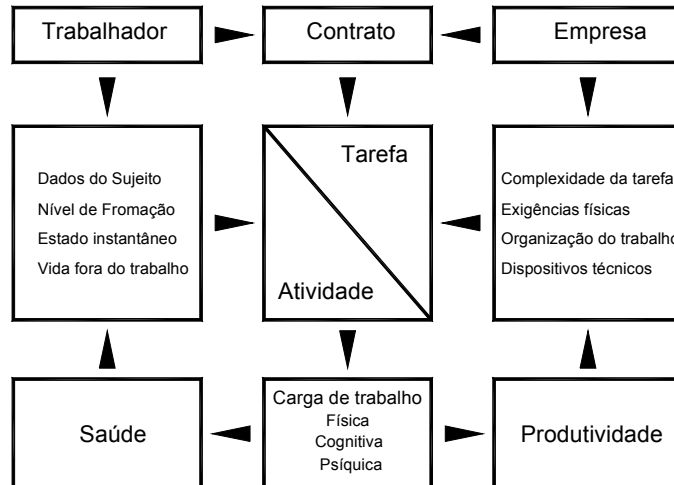 Trabalhador
Contrato
Empresa
Dados do Sujeito
Nível de Fromação
Estado instantâneo
Vida fora do trabalho
Tarefa
Atividade
Complexidade da tarefa
Exigências físicas
Organização do trabalho
Dispositivos técnicos
Saúde
Carga de trabalho
Física
Cognitiva
Psíquica
Produtividade